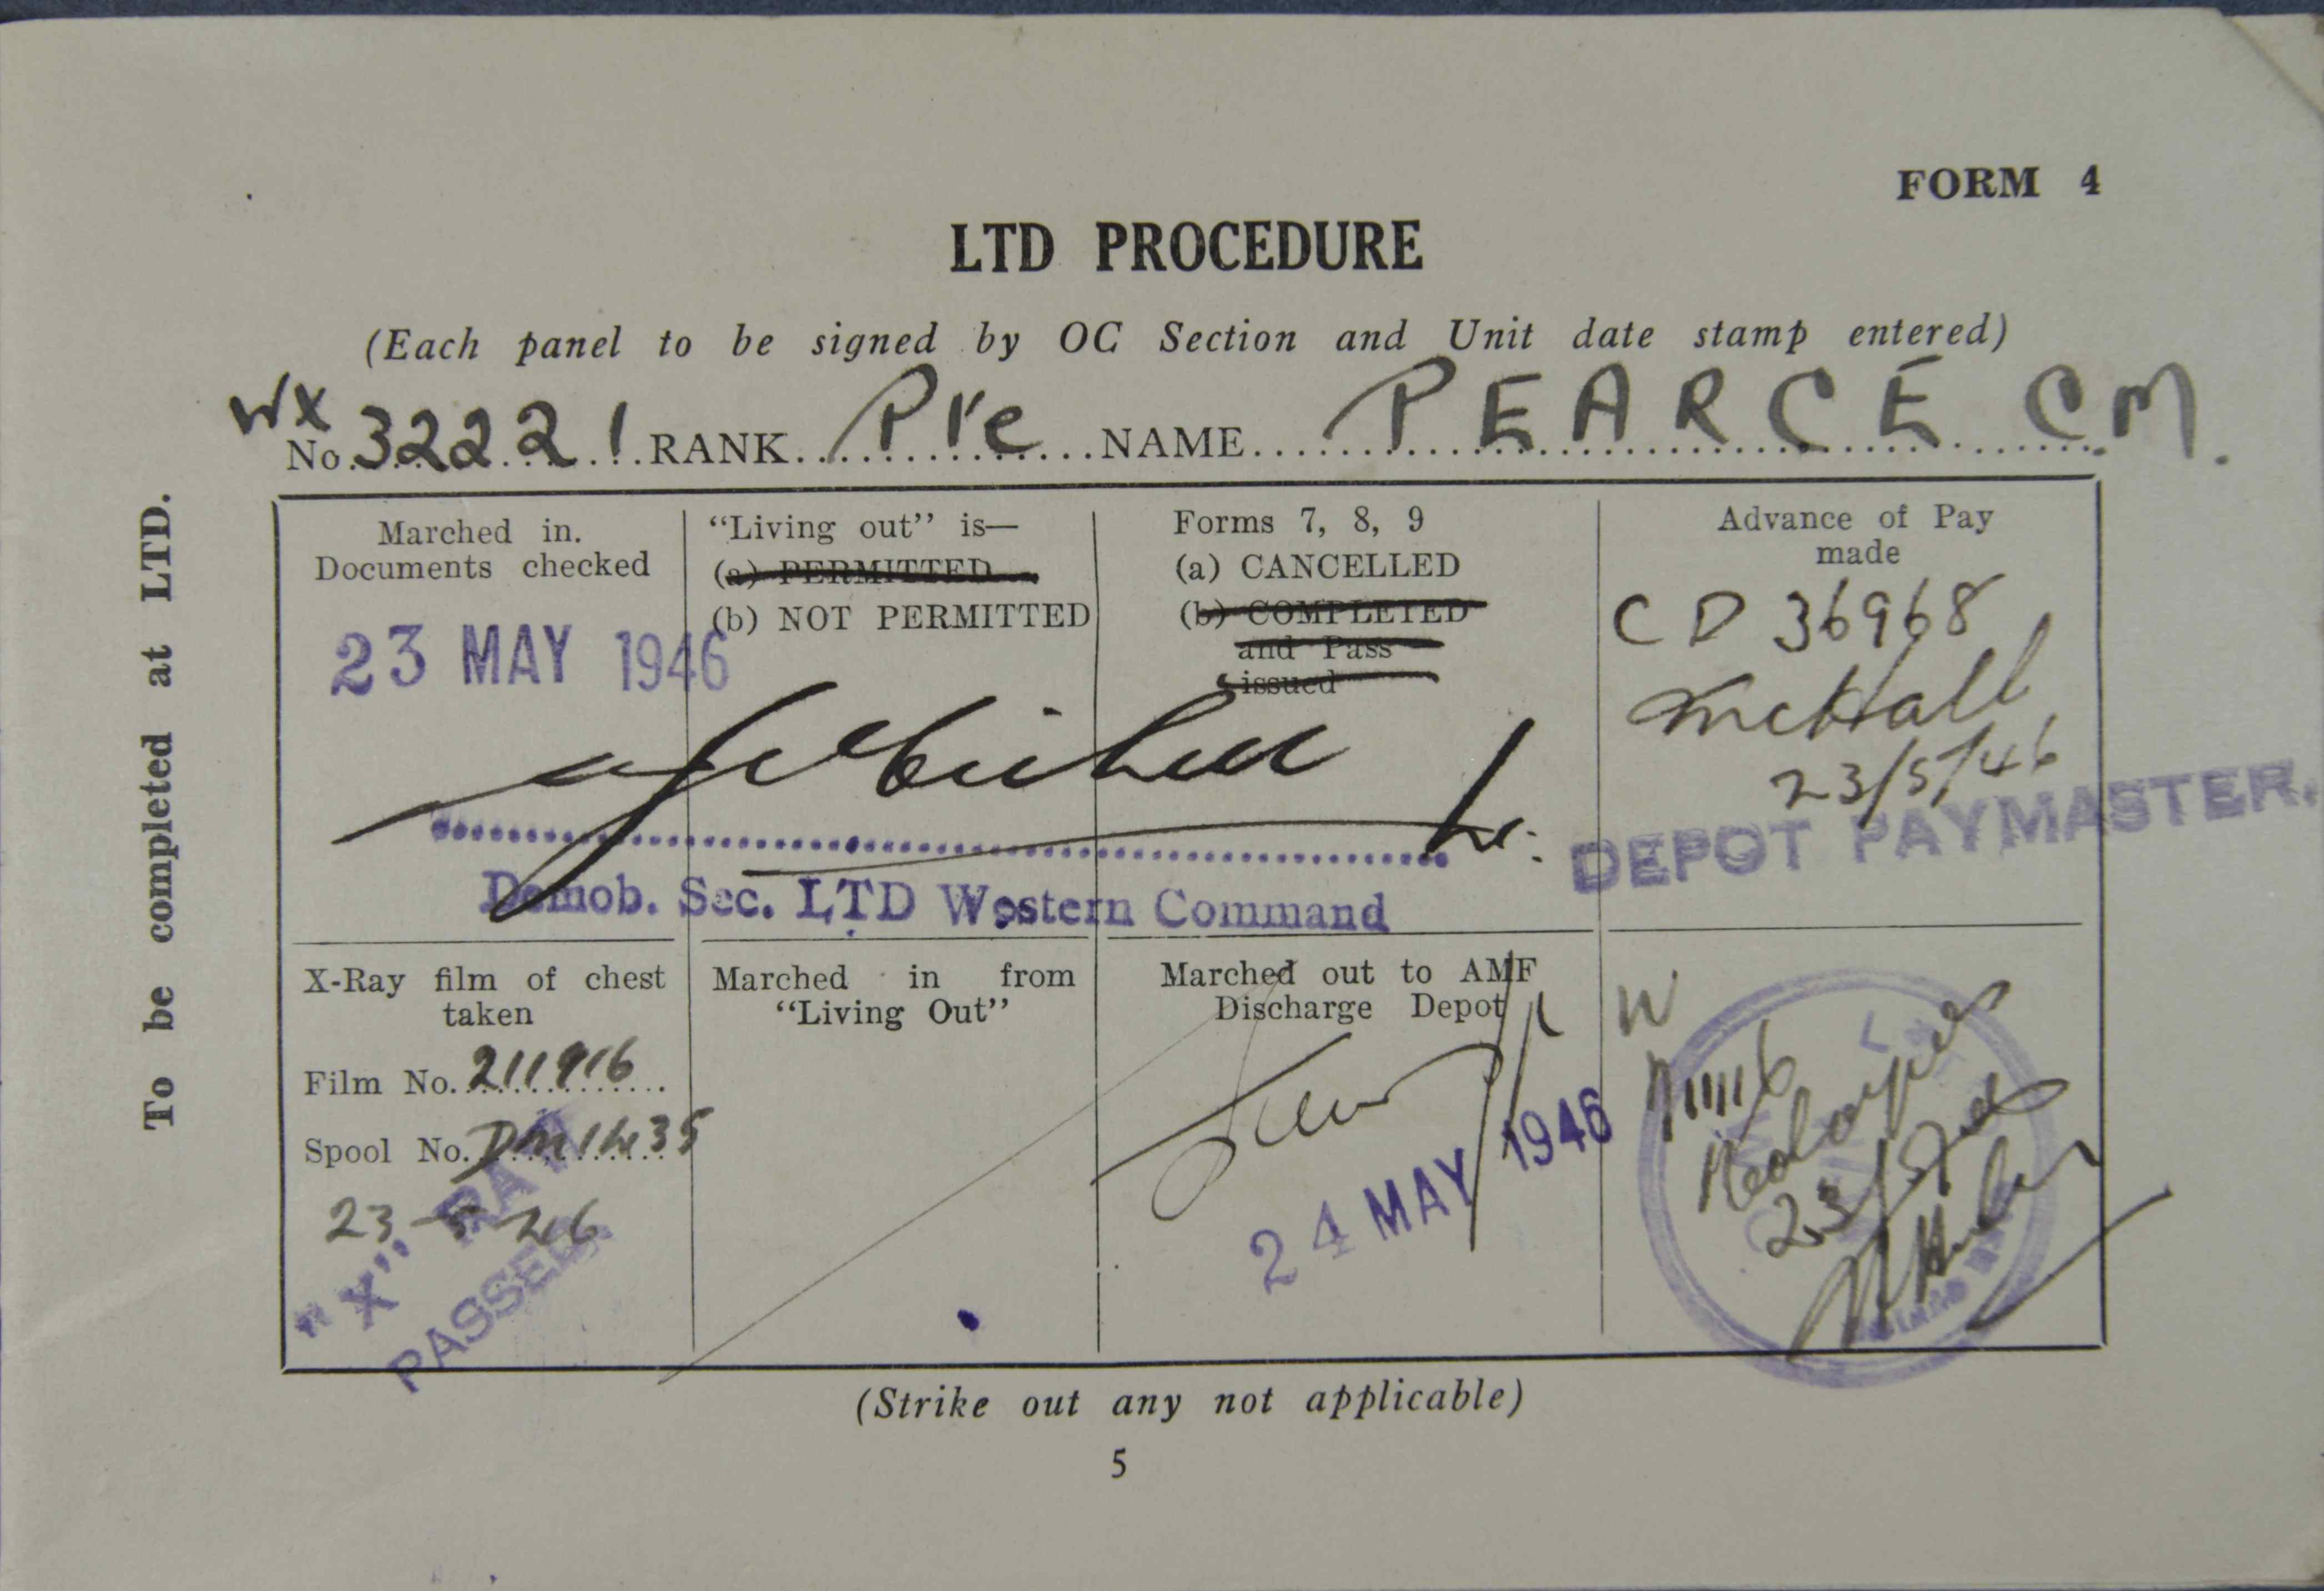 FORM 4
LTD PROCEDURE
(Each panel to be signed by OC Section and Unit date stamp entered)
WX
No. 32221 RANK Pte NAME PEARCE CM.
To be completed at LTD.
Marched in.
Documents checked
23 MAY 1946
"Living out" is—
(a) PERMITTED
(b) NOT PERMITTED
Forms 7, 8, 9
(a) CANCELLED
(b) COMPLETED
and Pass
issued
Lt.
Demob. Sec. LTD Western Command
Advance of Pay
made
CD 36968
23/5/46
DEPOT PAYMASTER.
X-Ray film of chest
taken
Film No. 211916
Spool No. DM1435
23-5-46
"X" RAY
PASSED.
Marched in from
"Living Out"
Marched out to AMF
Discharge Depot
24 MAY 1946
W
23/5/
(Strike out any not applicable)
5